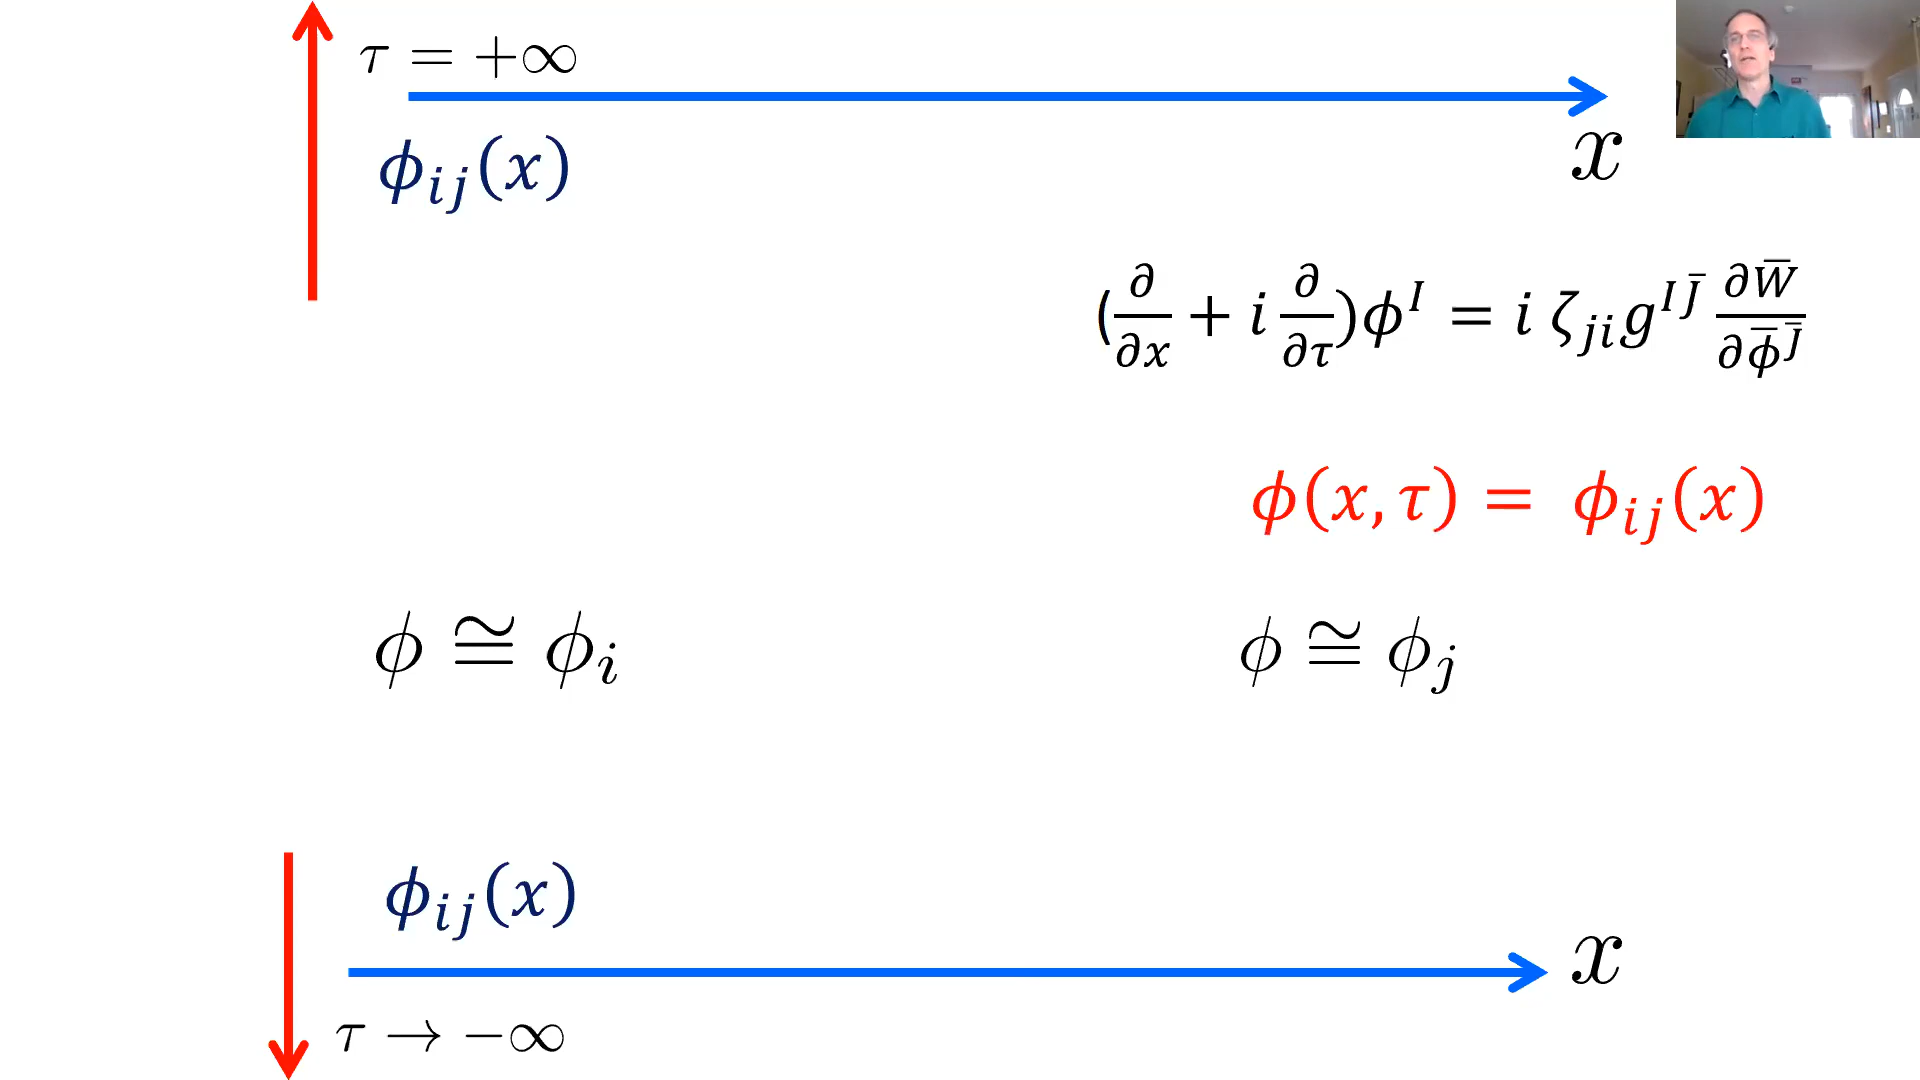 τ = +∞
ϕ_{ij}(x)
x
(∂/∂x + i ∂/∂τ)ϕ^I = i ζ_{ji} g^{IJ̄} ∂W̄/∂ϕ̄^{J̄}
ϕ(x, τ) = ϕ_{ij}(x)
ϕ ≅ ϕ_i
ϕ ≅ ϕ_j
ϕ_{ij}(x)
x
τ → −∞